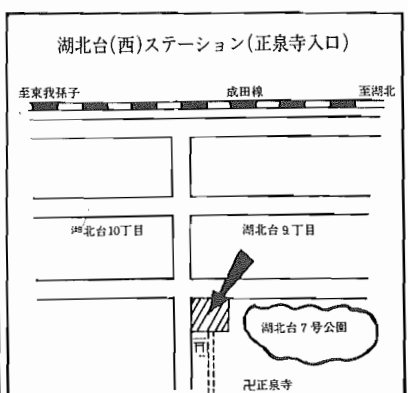 湖北台(西)ステーション(正泉寺入口)
至東我孫子 成田線 至湖北
湖北台10丁目 湖北台9丁目
湖北台7号公園
卍正泉寺